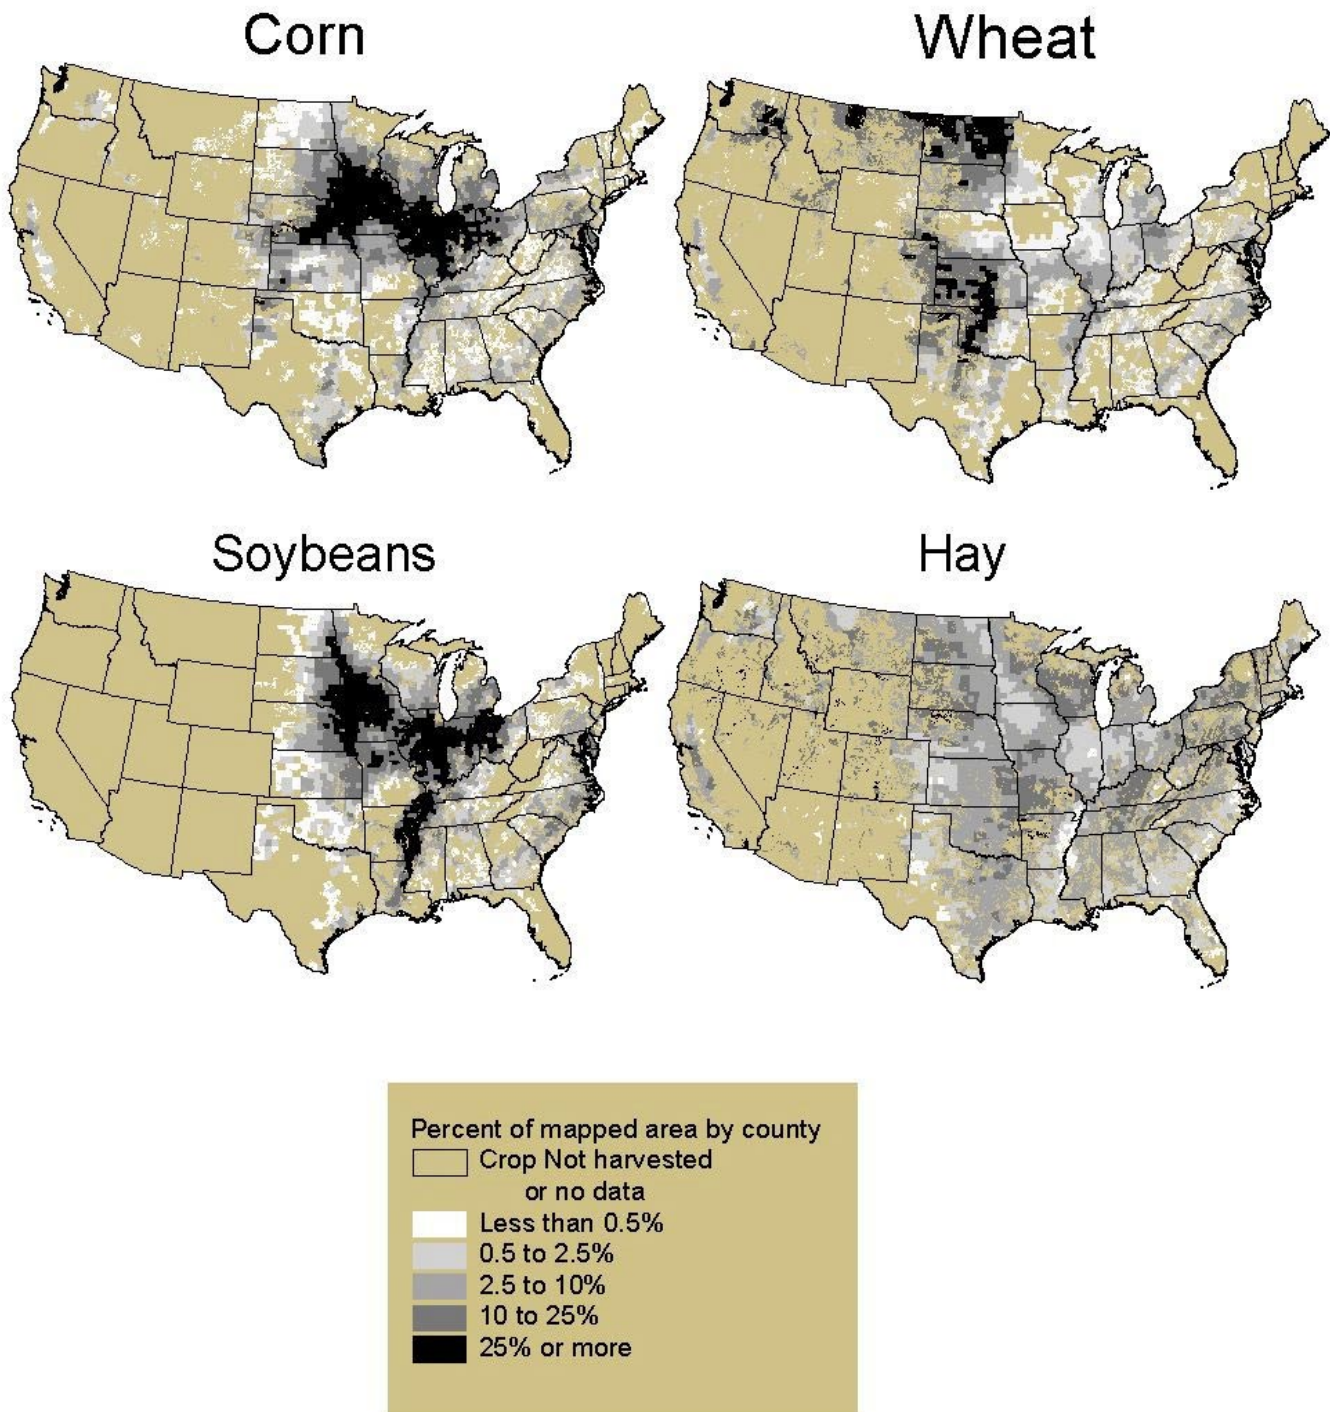 Corn
Wheat
Soybeans
Hay
Percent of mapped area by county
Crop Not harvested
or no data
Less than 0.5%
0.5 to 2.5%
2.5 to 10%
10 to 25%
25% or more